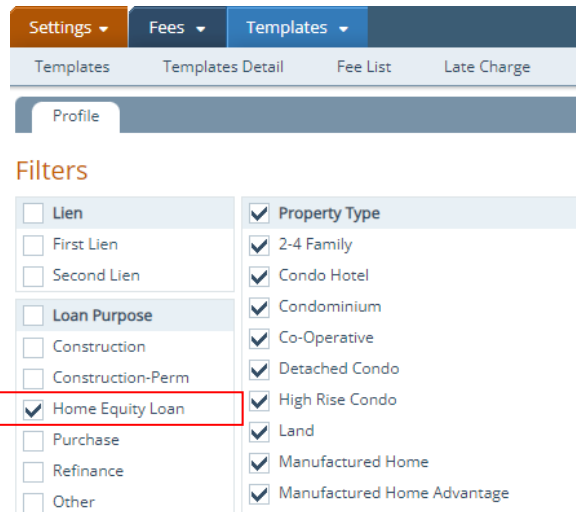 Settings Fees Templates
Templates Templates Detail Fee List Late Charge
Profile
Filters
Lien
First Lien
Second Lien
Loan Purpose
Construction
Construction-Perm
Home Equity Loan
Purchase
Refinance
Other
Property Type
2-4 Family
Condo Hotel
Condominium
Co-Operative
Detached Condo
High Rise Condo
Land
Manufactured Home
Manufactured Home Advantage